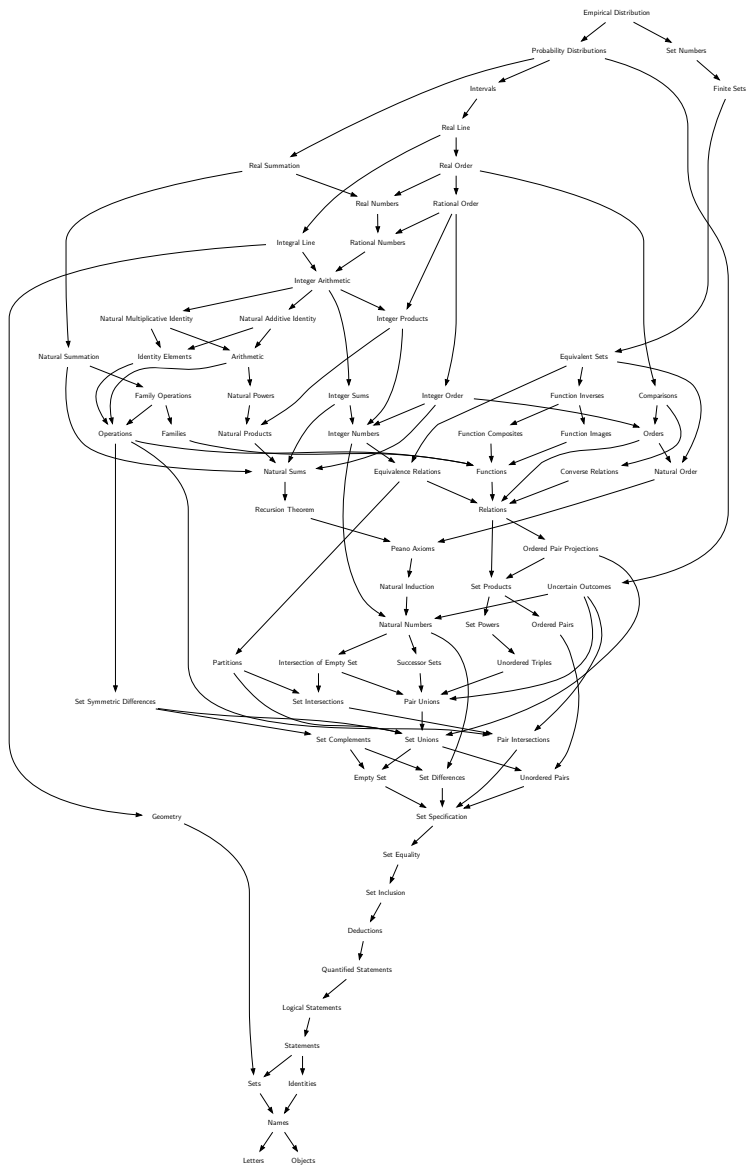 Empirical Distribution
Probability Distributions
Set Numbers
Intervals
Finite Sets
Real Line
Real Summation
Real Order
Real Numbers
Rational Order
Integral Line
Rational Numbers
Integer Arithmetic
Natural Multiplicative Identity
Natural Additive Identity
Integer Products
Natural Summation
Identity Elements
Arithmetic
Equivalent Sets
Family Operations
Natural Powers
Integer Sums
Integer Order
Function Inverses
Comparisons
Operations
Families
Natural Products
Integer Numbers
Function Composites
Function Images
Orders
Natural Sums
Equivalence Relations
Functions
Converse Relations
Natural Order
Recursion Theorem
Relations
Peano Axioms
Ordered Pair Projections
Natural Induction
Set Products
Uncertain Outcomes
Natural Numbers
Set Powers
Ordered Pairs
Partitions
Intersection of Empty Set
Successor Sets
Unordered Triples
Set Symmetric Differences
Set Intersections
Pair Unions
Set Complements
Set Unions
Pair Intersections
Empty Set
Set Differences
Unordered Pairs
Geometry
Set Specification
Set Equality
Set Inclusion
Deductions
Quantified Statements
Logical Statements
Statements
Sets
Identities
Names
Letters
Objects